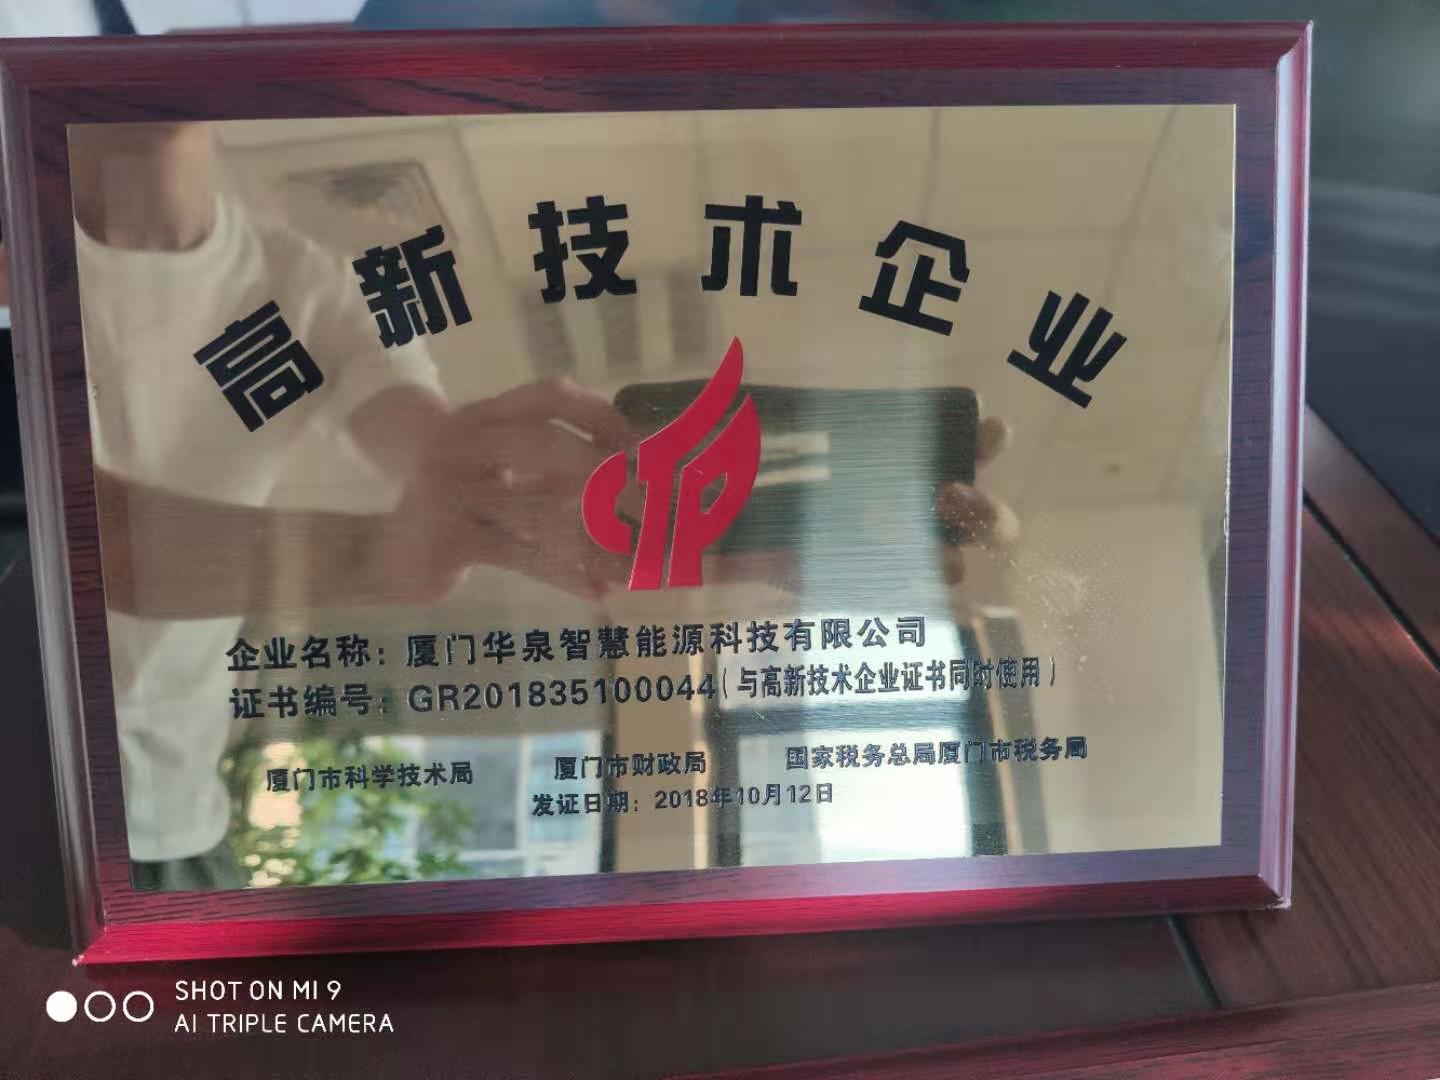 高新技术企业
企业名称：厦门华泉智慧能源科技有限公司
证书编号：GR201835100044（与高新技术企业证书同时使用）
厦门市科学技术局 厦门市财政局 国家税务总局厦门市税务局
发证日期：2018年10月12日
SHOT ON MI 9
AI TRIPLE CAMERA